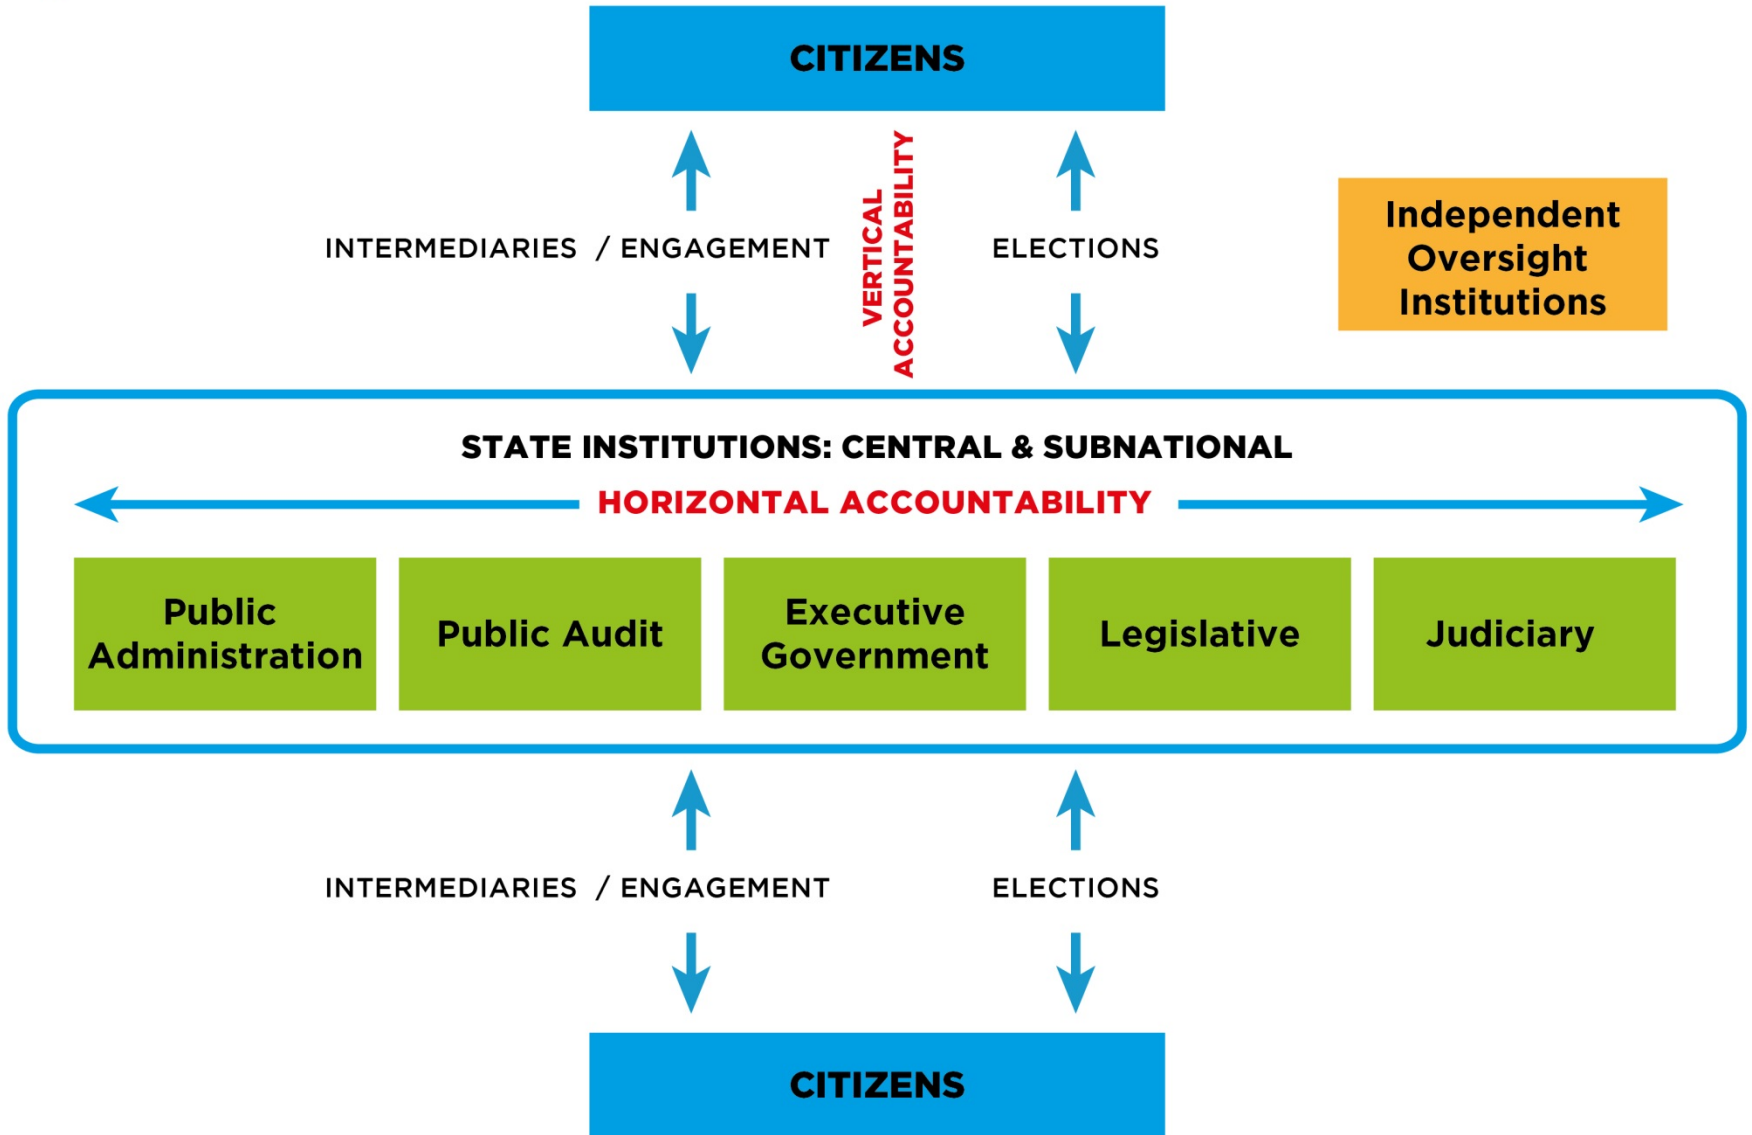 CITIZENS
INTERMEDIARIES / ENGAGEMENT
VERTICAL
ACCOUNTABILITY
ELECTIONS
Independent
Oversight
Institutions
STATE INSTITUTIONS: CENTRAL & SUBNATIONAL
HORIZONTAL ACCOUNTABILITY
Public
Administration
Public Audit
Executive
Government
Legislative
Judiciary
INTERMEDIARIES / ENGAGEMENT
ELECTIONS
CITIZENS